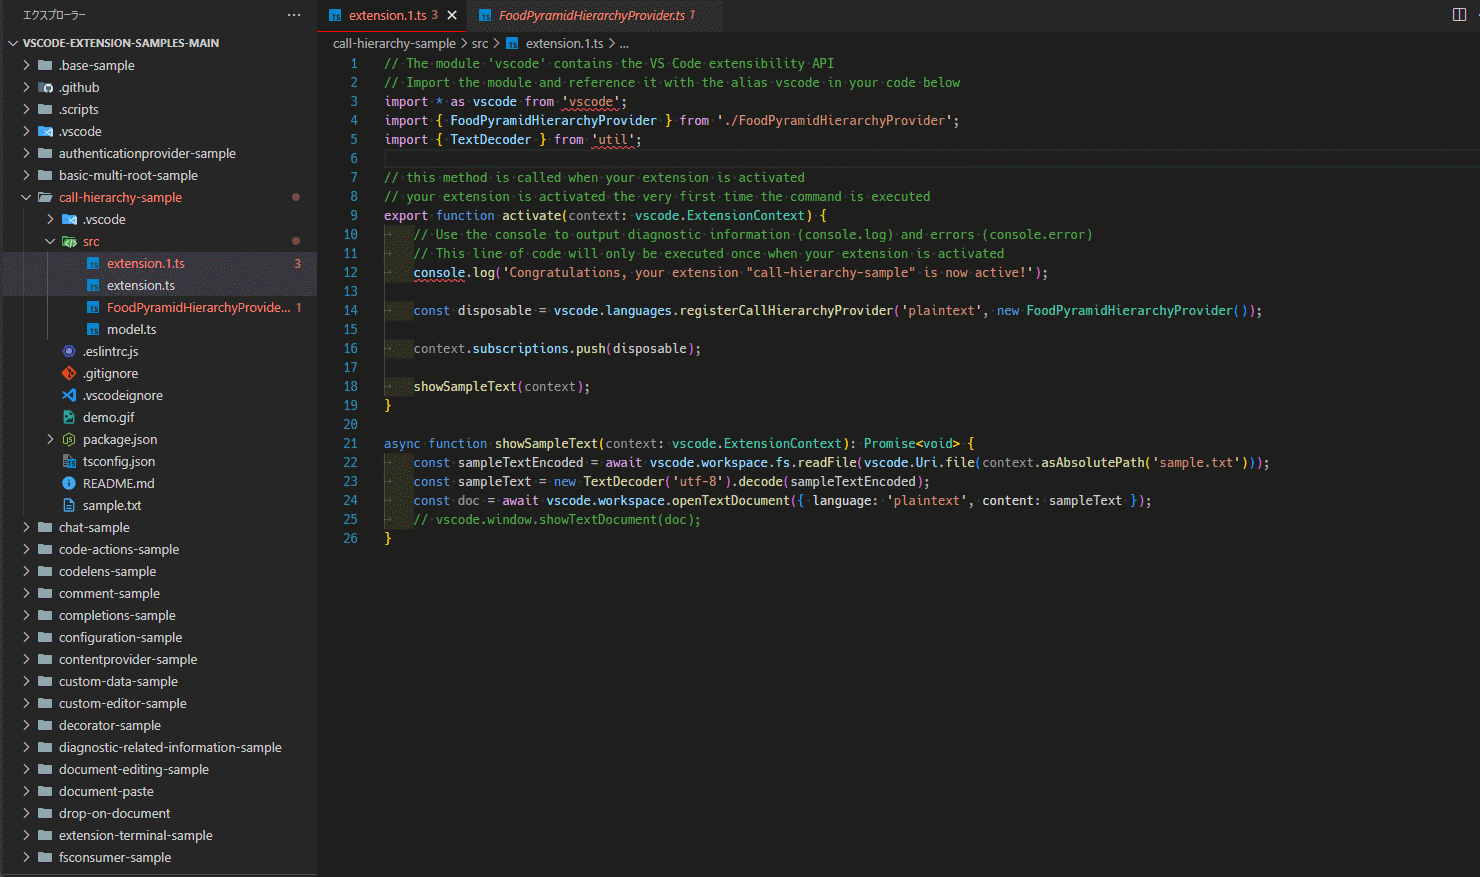 エクスプローラー
VSCODE-EXTENSION-SAMPLES-MAIN
.base-sample
.github
.scripts
.vscode
authenticationprovider-sample
basic-multi-root-sample
call-hierarchy-sample
.vscode
src
extension.1.ts 3
extension.ts
FoodPyramidHierarchyProvide... 1
model.ts
.eslintrc.js
.gitignore
.vscodeignore
demo.gif
package.json
tsconfig.json
README.md
sample.txt
chat-sample
code-actions-sample
codelens-sample
comment-sample
completions-sample
configuration-sample
contentprovider-sample
custom-data-sample
custom-editor-sample
decorator-sample
diagnostic-related-information-sample
document-editing-sample
document-paste
drop-on-document
extension-terminal-sample
fsconsumer-sample
extension.1.ts 3 FoodPyramidHierarchyProvider.ts 1
call-hierarchy-sample > src > extension.1.ts > ...
1 // The module 'vscode' contains the VS Code extensibility API
2 // Import the module and reference it with the alias vscode in your code below
3 import * as vscode from 'vscode';
4 import { FoodPyramidHierarchyProvider } from './FoodPyramidHierarchyProvider';
5 import { TextDecoder } from 'util';
6
7 // this method is called when your extension is activated
8 // your extension is activated the very first time the command is executed
9 export function activate(context: vscode.ExtensionContext) {
10 // Use the console to output diagnostic information (console.log) and errors (console.error)
11 // This line of code will only be executed once when your extension is activated
12 console.log('Congratulations, your extension "call-hierarchy-sample" is now active!');
13
14 const disposable = vscode.languages.registerCallHierarchyProvider('plaintext', new FoodPyramidHierarchyProvider());
15
16 context.subscriptions.push(disposable);
17
18 showSampleText(context);
19 }
20
21 async function showSampleText(context: vscode.ExtensionContext): Promise<void> {
22 const sampleTextEncoded = await vscode.workspace.fs.readFile(vscode.Uri.file(context.asAbsolutePath('sample.txt')));
23 const sampleText = new TextDecoder('utf-8').decode(sampleTextEncoded);
24 const doc = await vscode.workspace.openTextDocument({ language: 'plaintext', content: sampleText });
25 // vscode.window.showTextDocument(doc);
26 }